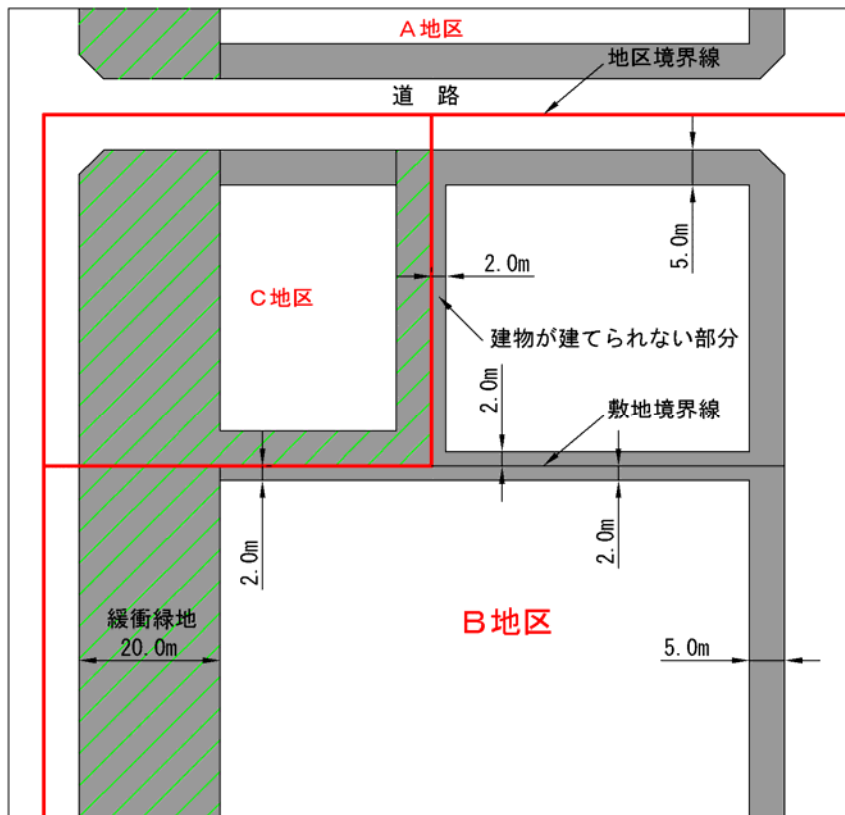 A地区
地区境界線
道 路
5.0m
2.0m
C地区
建物が建てられない部分
2.0m
敷地境界線
2.0m
2.0m
緩衝緑地
20.0m
B地区
5.0m